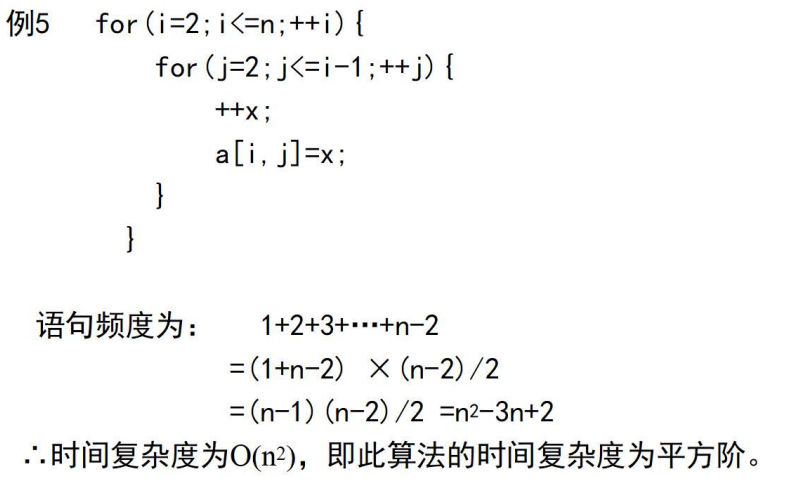 例5 for(i=2;i<=n;++i){
for(j=2;j<=i-1;++j){
++x;
a[i,j]=x;
}
}
语句频度为： 1+2+3+…+n-2
=(1+n-2) ×(n-2)/2
=(n-1)(n-2)/2 =n2-3n+2
∴时间复杂度为O(n2)，即此算法的时间复杂度为平方阶。